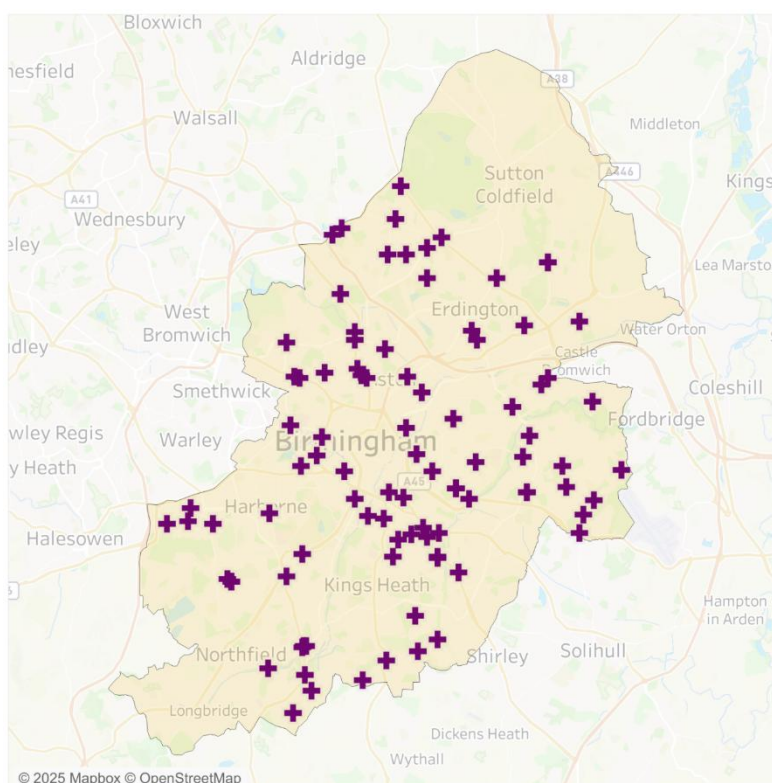 Bloxwich
Aldridge
nesfield
A38
Walsall
Middleton
Sutton
Coldfield
A446
Kings
A41
Wednesbury
eley
Lea Marsto
West
Bromwich
Erdington
Water Orton
dley
Castle
Bromwich
Smethwick
Coleshill
Fordbridge
wley Regis
Warley
Birmingham
y Heath
A45
Harborne
Halesowen
Kings Heath
Hampton
in Arden
Northfield
Shirley
Solihull
Longbridge
Dickens Heath
Wythall
© 2025 Mapbox © OpenStreetMap